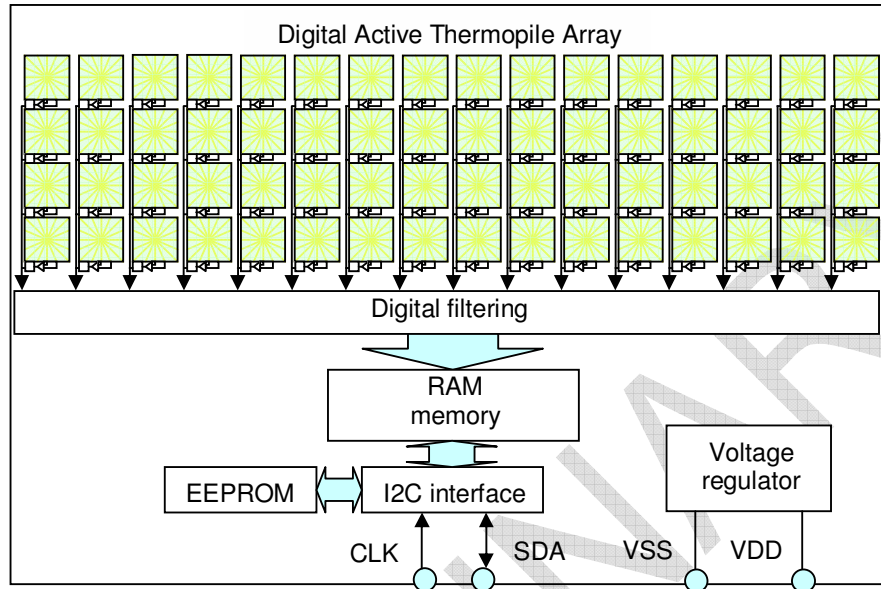 Digital Active Thermopile Array
Digital filtering
RAM
memory
Voltage
regulator
EEPROM
I2C interface
CLK
SDA
VSS
VDD